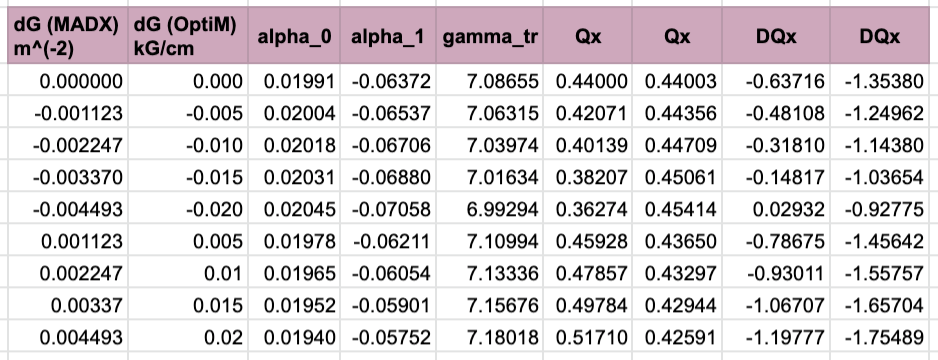 dG (MADX) m^(-2) dG (OptiM) kG/cm alpha_0 alpha_1 gamma_tr Qx Qx DQx DQx
0.000000 0.000 0.01991 -0.06372 7.08655 0.44000 0.44003 -0.63716 -1.35380
-0.001123 -0.005 0.02004 -0.06537 7.06315 0.42071 0.44356 -0.48108 -1.24962
-0.002247 -0.010 0.02018 -0.06706 7.03974 0.40139 0.44709 -0.31810 -1.14380
-0.003370 -0.015 0.02031 -0.06880 7.01634 0.38207 0.45061 -0.14817 -1.03654
-0.004493 -0.020 0.02045 -0.07058 6.99294 0.36274 0.45414 0.02932 -0.92775
0.001123 0.005 0.01978 -0.06211 7.10994 0.45928 0.43650 -0.78675 -1.45642
0.002247 0.01 0.01965 -0.06054 7.13336 0.47857 0.43297 -0.93011 -1.55757
0.00337 0.015 0.01952 -0.05901 7.15676 0.49784 0.42944 -1.06707 -1.65704
0.004493 0.02 0.01940 -0.05752 7.18018 0.51710 0.42591 -1.19777 -1.75489